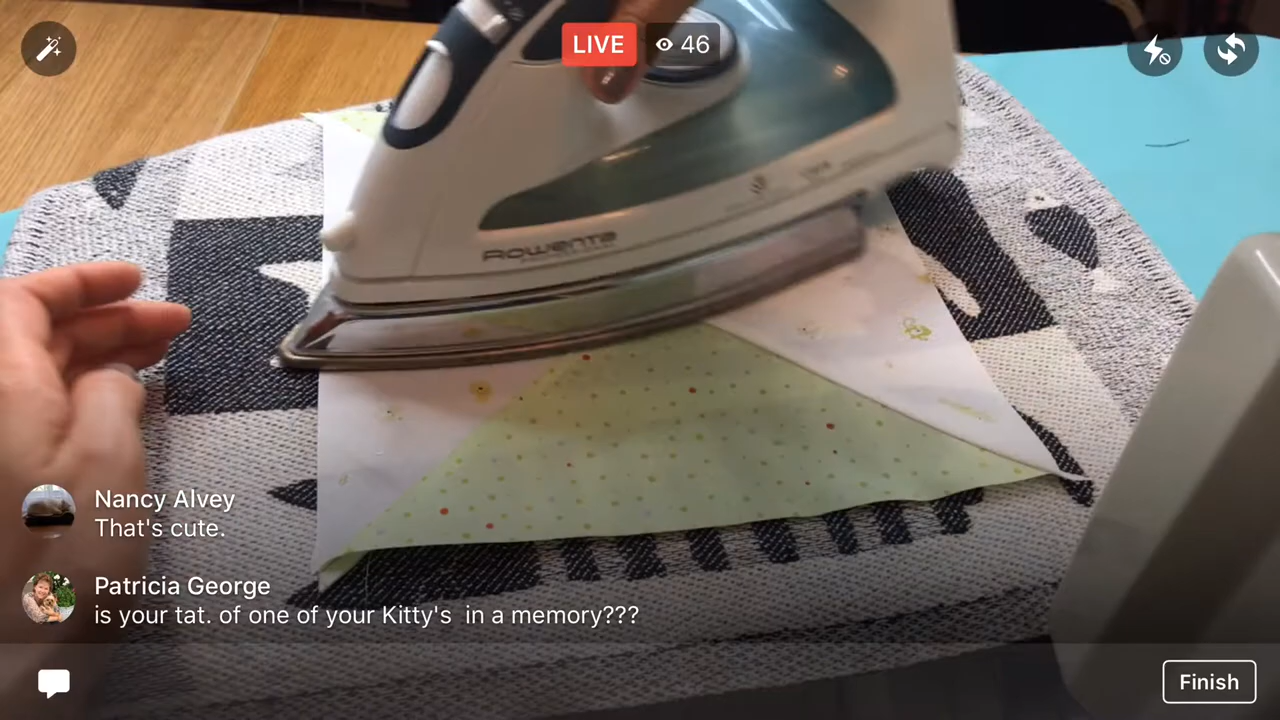 LIVE 46
Rowenta
Nancy Alvey
That's cute.
Patricia George
is your tat. of one of your Kitty's  in a memory???
Finish